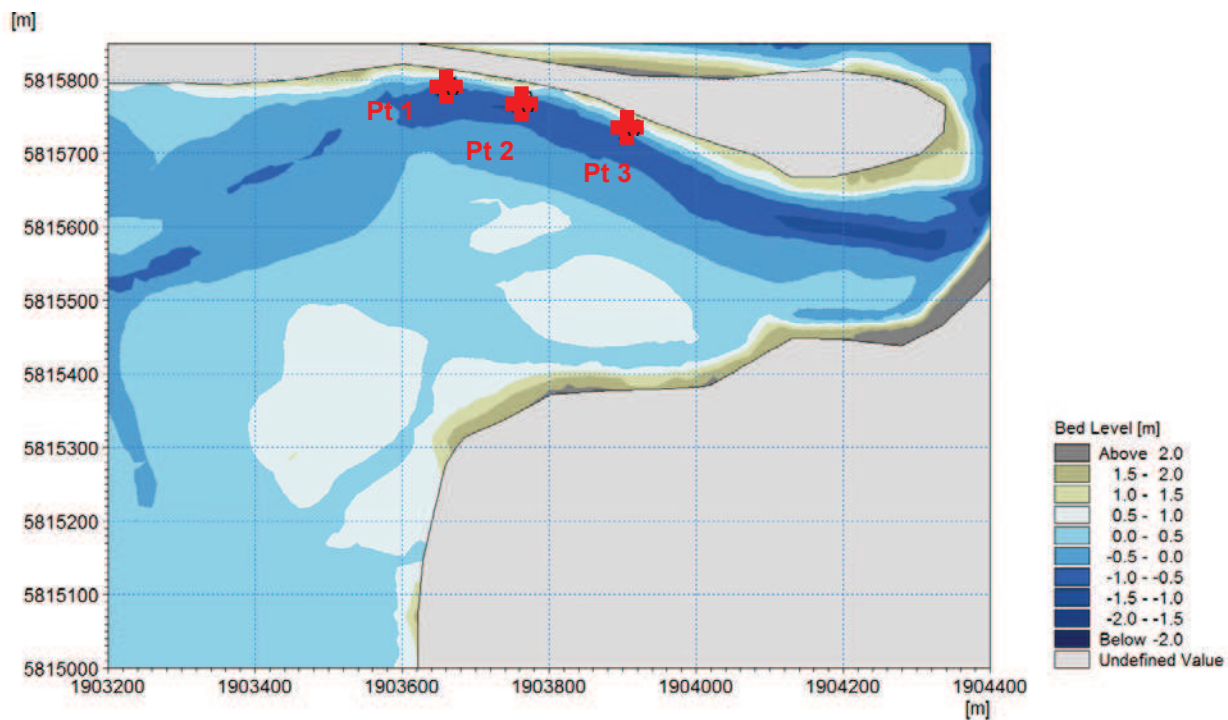 [m]
5815800
Pt 1
Pt 2
5815700
Pt 3
5815600
5815500
5815400
5815300
5815200
5815100
5815000
1903200 1903400 1903600 1903800 1904000 1904200 1904400
[m]
Bed Level [m]
Above 2.0
1.5 - 2.0
1.0 - 1.5
0.5 - 1.0
0.0 - 0.5
-0.5 - 0.0
-1.0 - -0.5
-1.5 - -1.0
-2.0 - -1.5
Below -2.0
Undefined Value